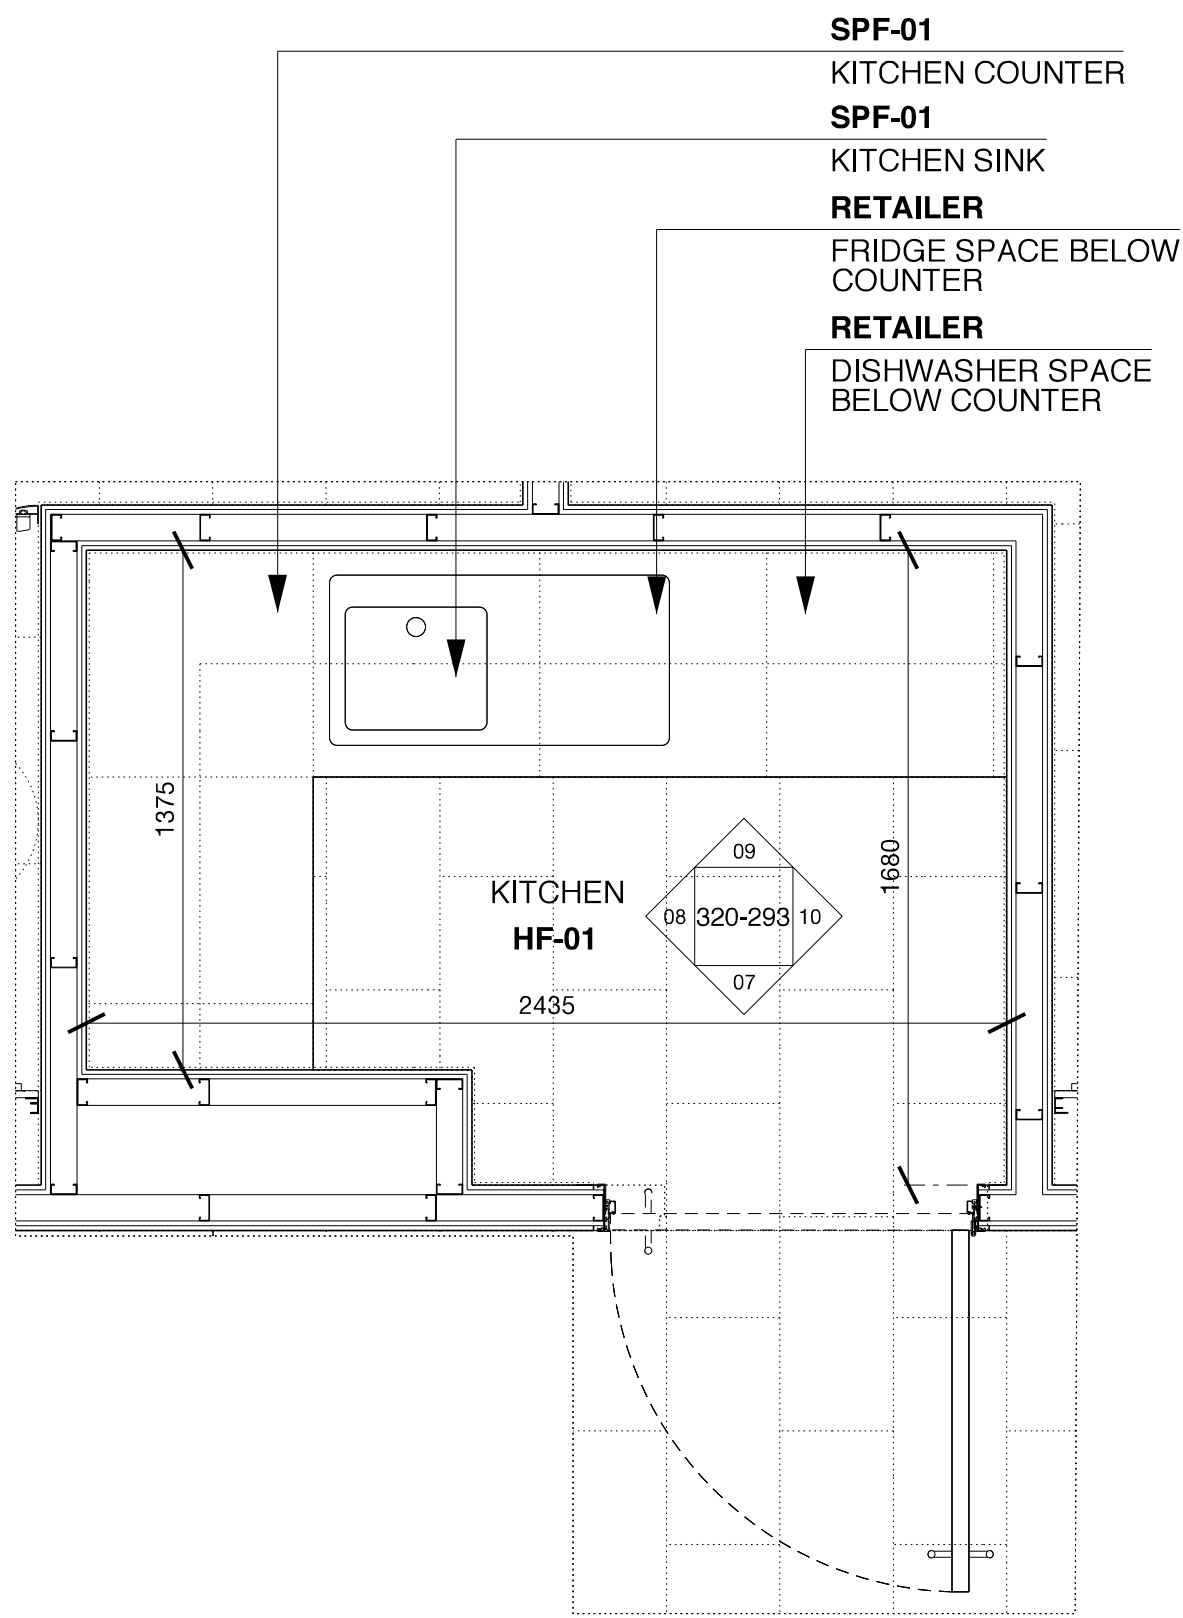 SPF-01
KITCHEN COUNTER
SPF-01
KITCHEN SINK
RETAILER
FRIDGE SPACE BELOW
COUNTER
RETAILER
DISHWASHER SPACE
BELOW COUNTER
1375
1680
09
KITCHEN
08 320-293 10
HF-01
07
2435